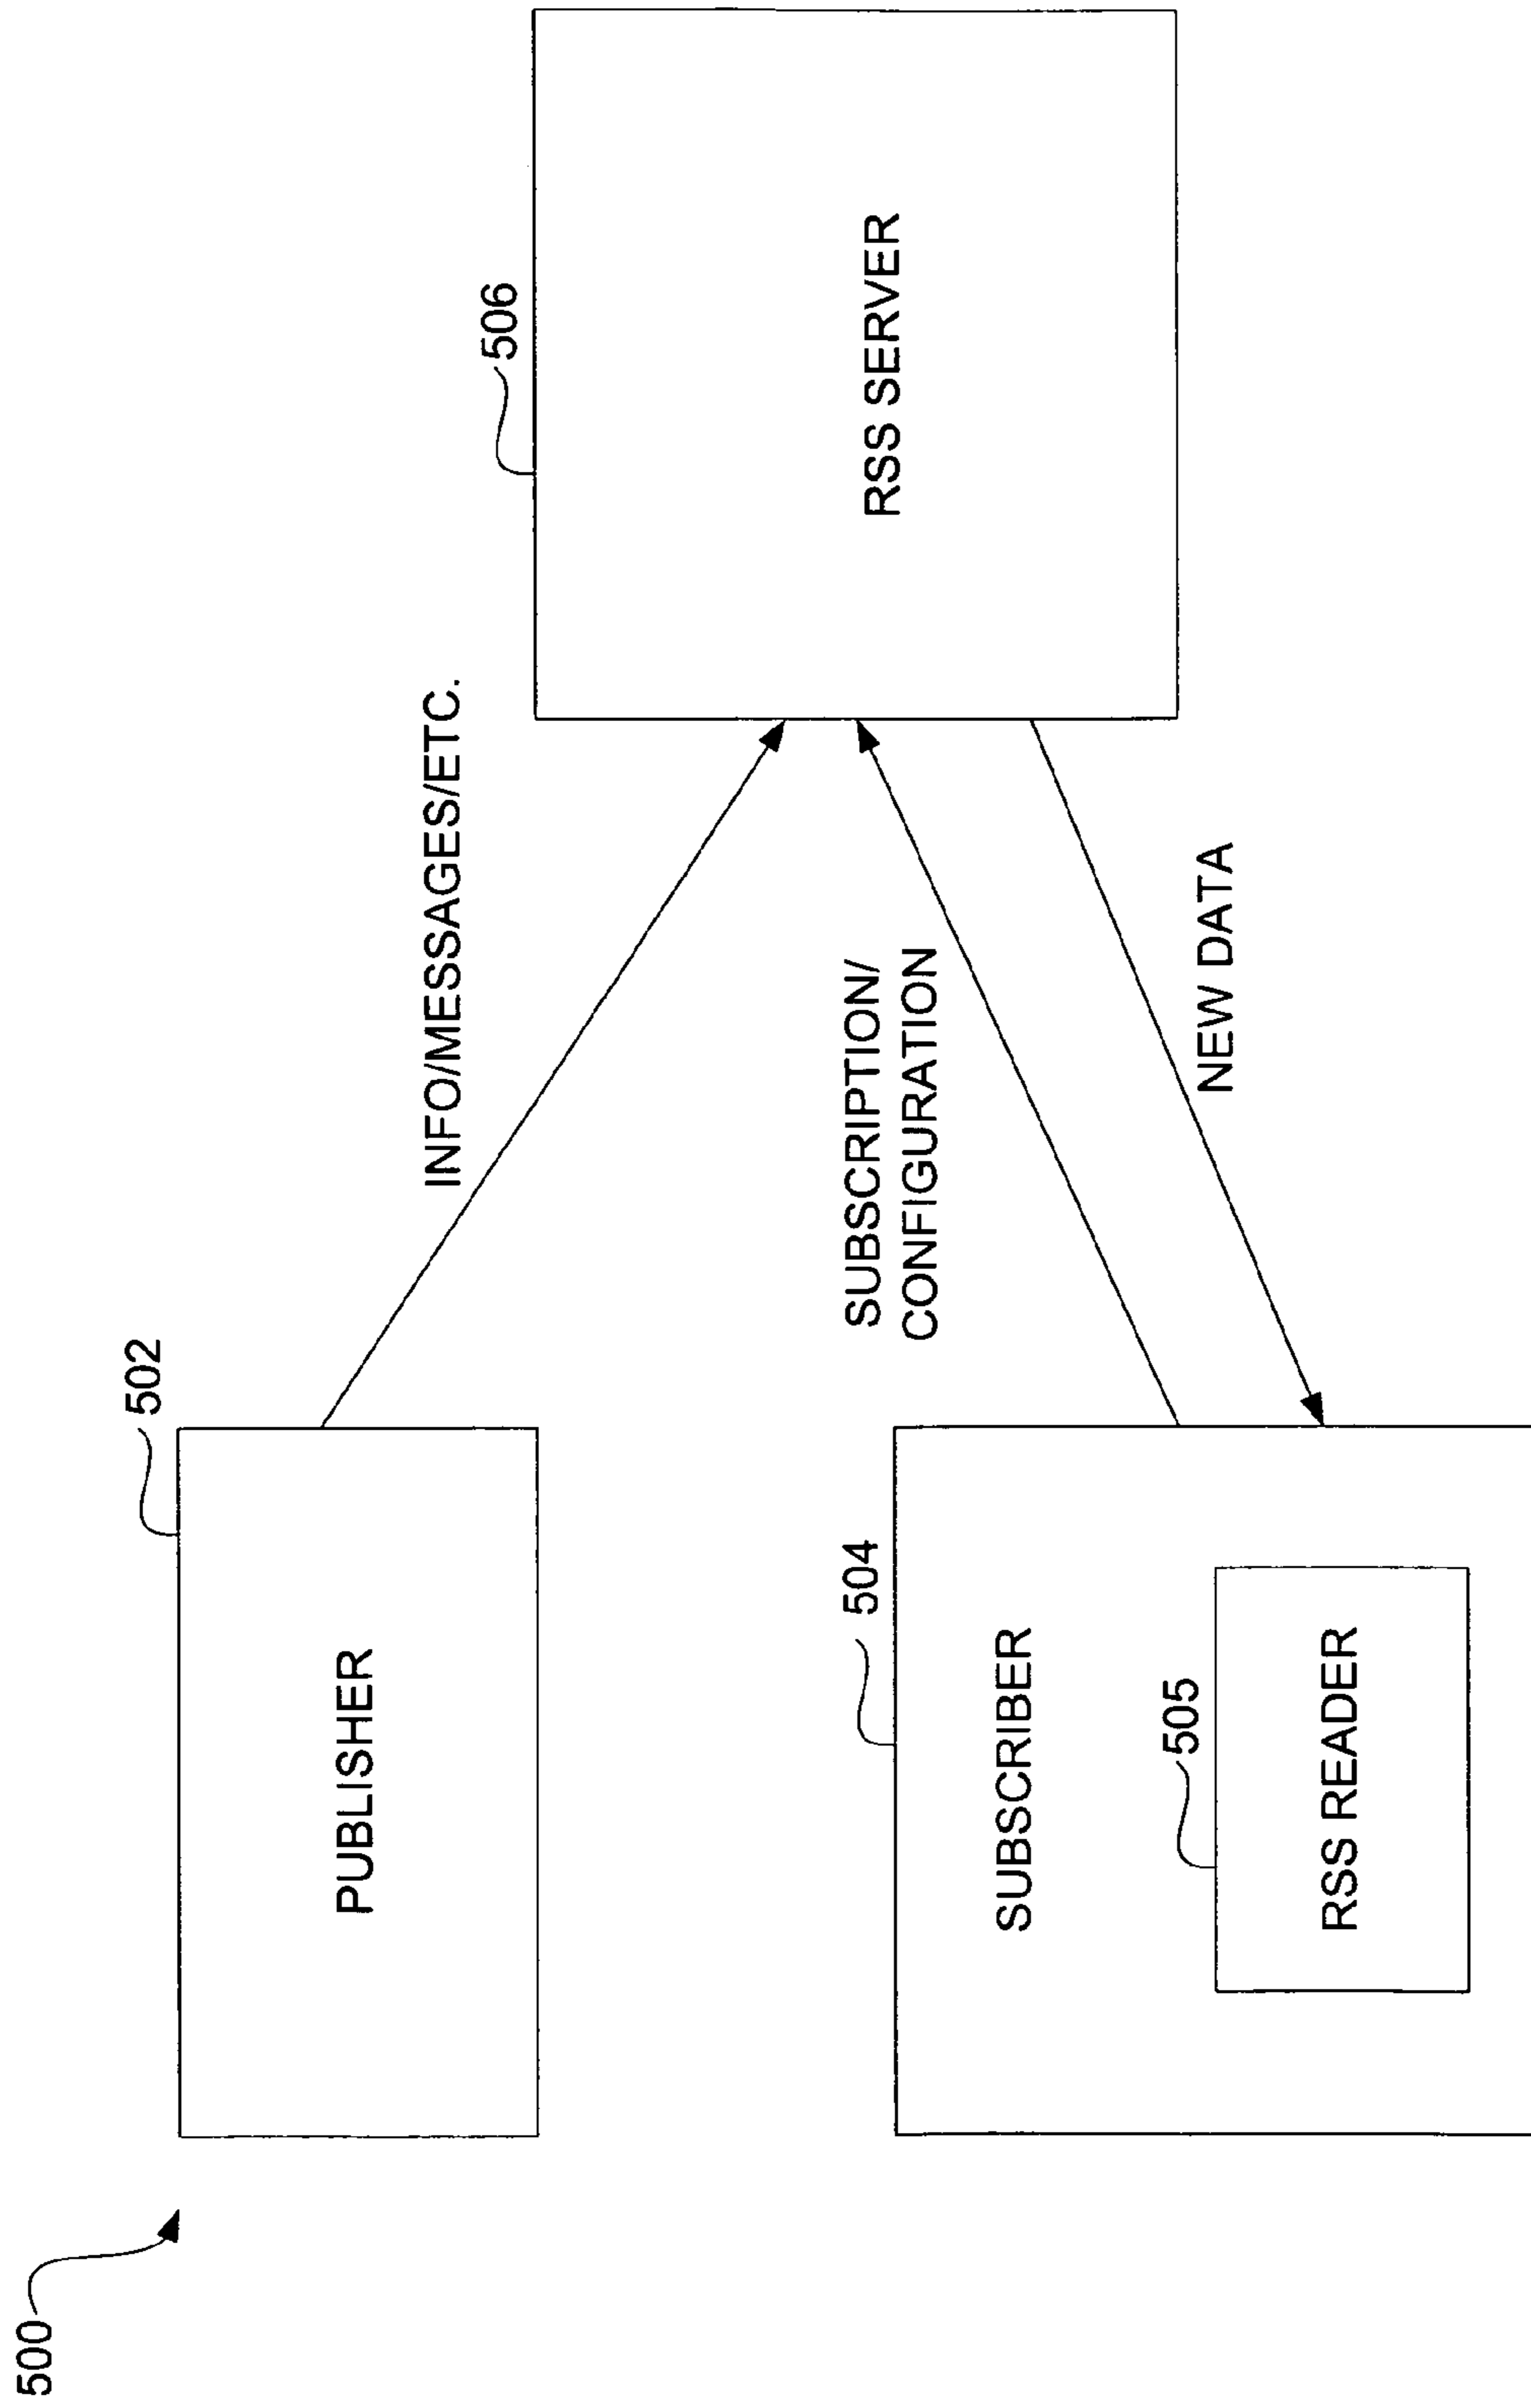 500
502
PUBLISHER
INFO/MESSAGES/ETC.
506
RSS SERVER
504
SUBSCRIBER
505
RSS READER
SUBSCRIPTION/
CONFIGURATION
NEW DATA